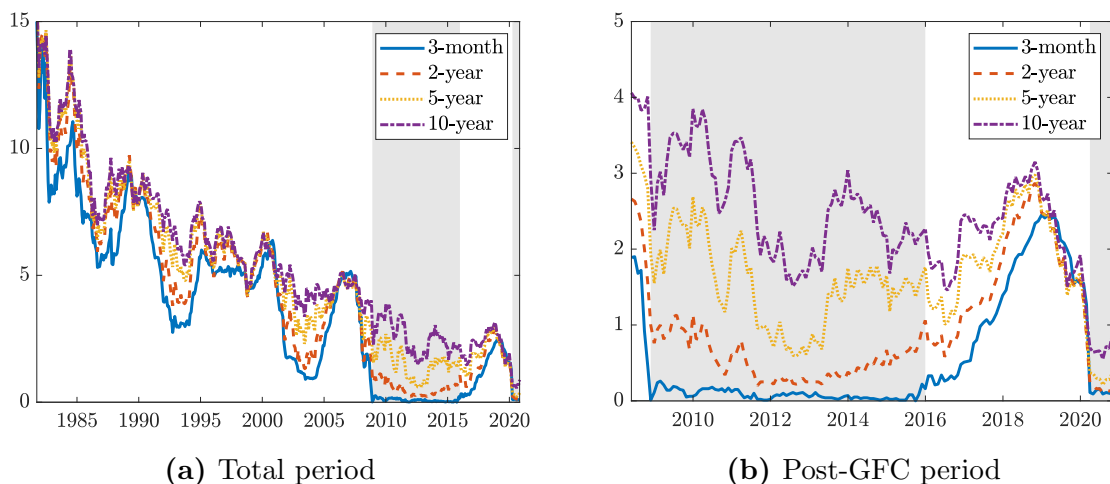 15
10
5
0
1985 1990 1995 2000 2005 2010 2015 2020
3-month
2-year
5-year
10-year
(a) Total period
5
4
3
2
1
0
2010 2012 2014 2016 2018 2020
3-month
2-year
5-year
10-year
(b) Post-GFC period